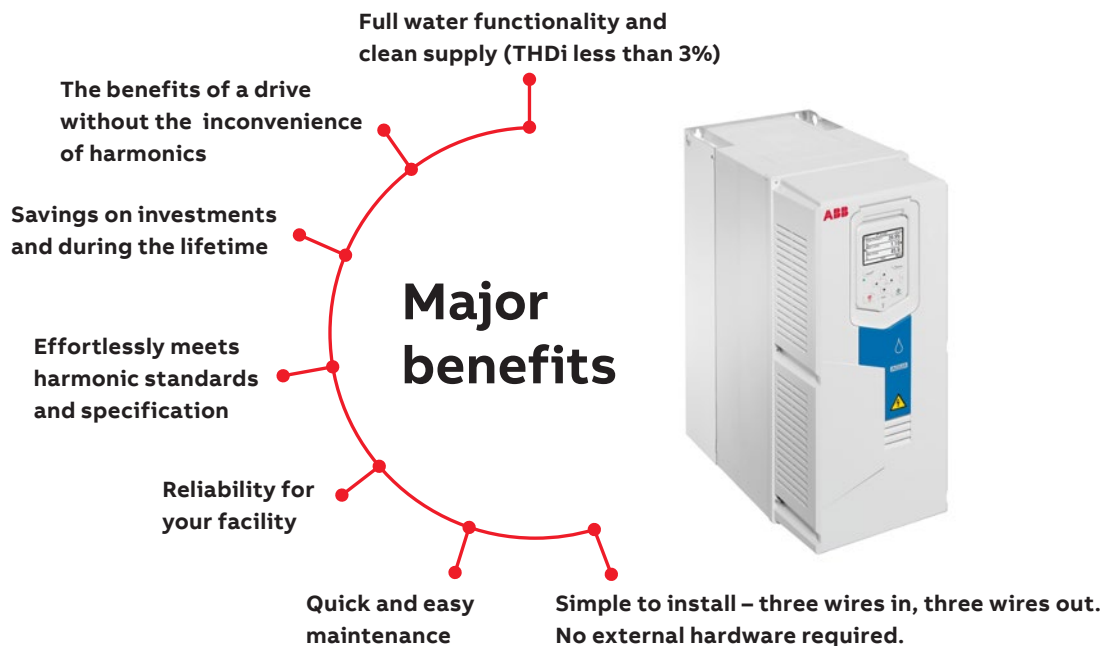 Full water functionality and
clean supply (THDi less than 3%)
The benefits of a drive
without the inconvenience
of harmonics
Savings on investments
and during the lifetime
Effortlessly meets
harmonic standards
and specification
Reliability for
your facility
Quick and easy
maintenance
Simple to install – three wires in, three wires out.
No external hardware required.
Major
benefits
ABB